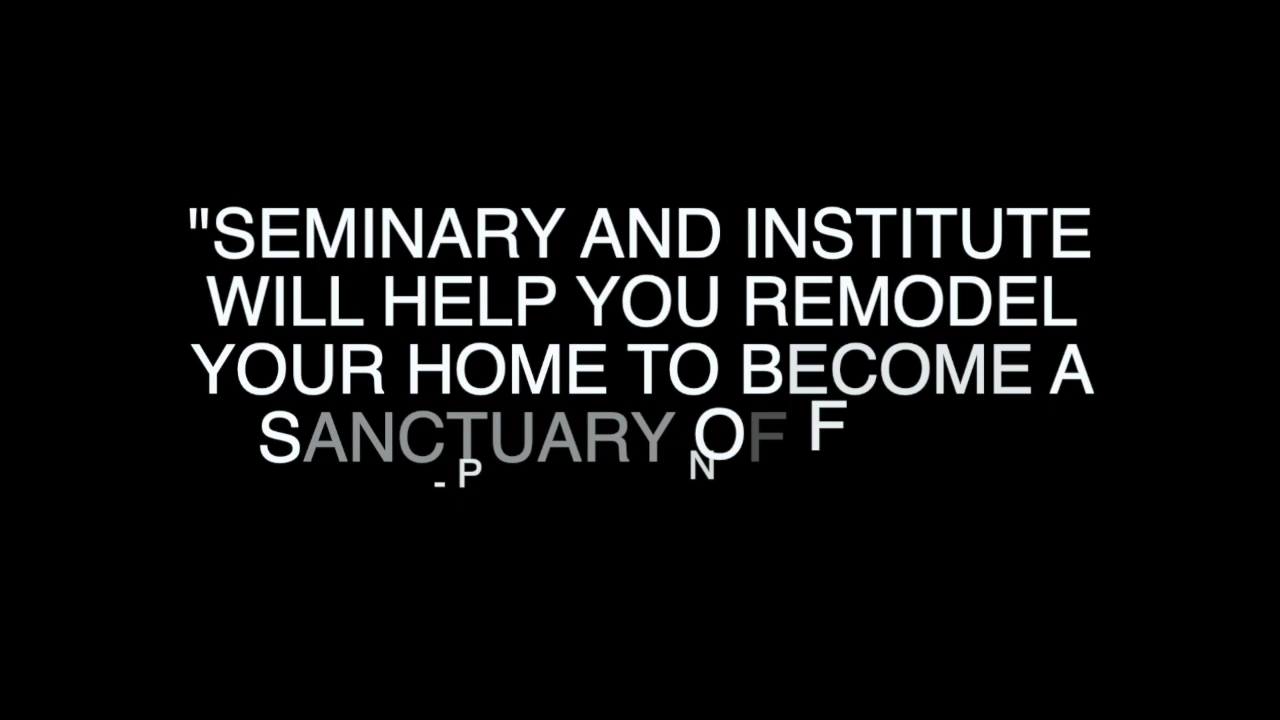 "SEMINARY AND INSTITUTE
WILL HELP YOU REMODEL
YOUR HOME TO BECOME A
SANCTUARY OF F
- P N